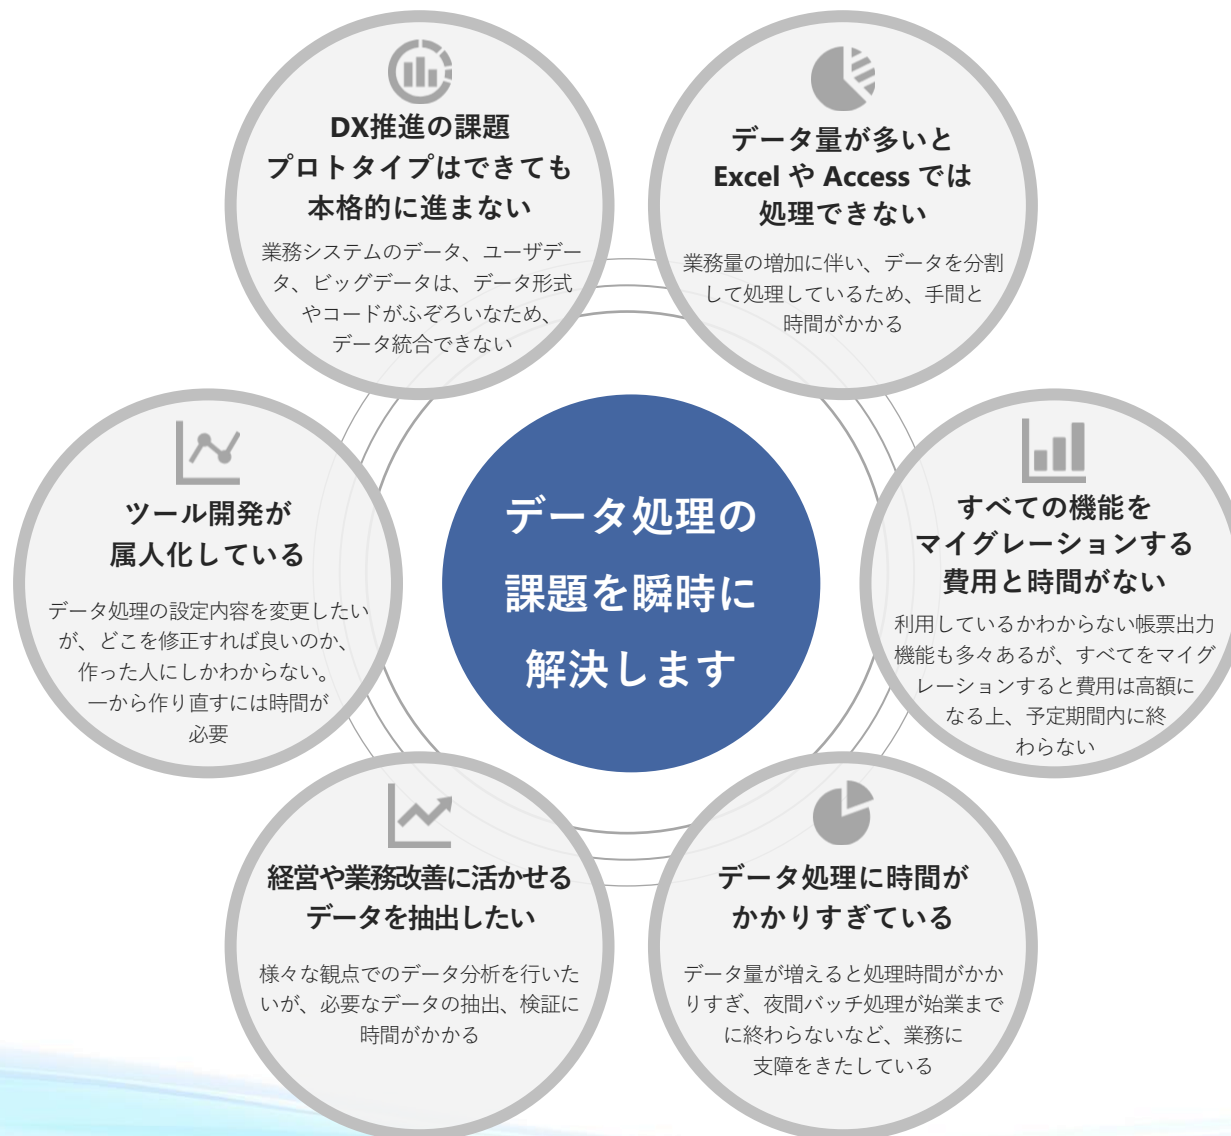 DX推進の課題
プロトタイプはできても
本格的に進まない
業務システムのデータ、ユーザデー
タ、ビッグデータは、データ形式
やコードがふぞろいなため、
データ統合できない
データ量が多いと
Excel や Access では
処理できない
業務量の増加に伴い、データを分割
して処理しているため、手間と
時間がかかる
ツール開発が
属人化している
データ処理の設定内容を変更したい
が、どこを修正すれば良いのか、
作った人にしかわからない。
一から作り直すには時間が
必要
データ処理の
課題を瞬時に
解決します
すべての機能を
マイグレーションする
費用と時間がない
利用しているかわからない帳票出力
機能も多々あるが、すべてをマイグ
レーションすると費用は高額に
なる上、予定期間内に終
わらない
経営や業務改善に活かせる
データを抽出したい
様々な観点でのデータ分析を行いた
いが、必要なデータの抽出、検証に
時間がかかる
データ処理に時間が
かかりすぎている
データ量が増えると処理時間がかか
りすぎ、夜間バッチ処理が始業まで
に終わらないなど、業務に
支障をきたしている